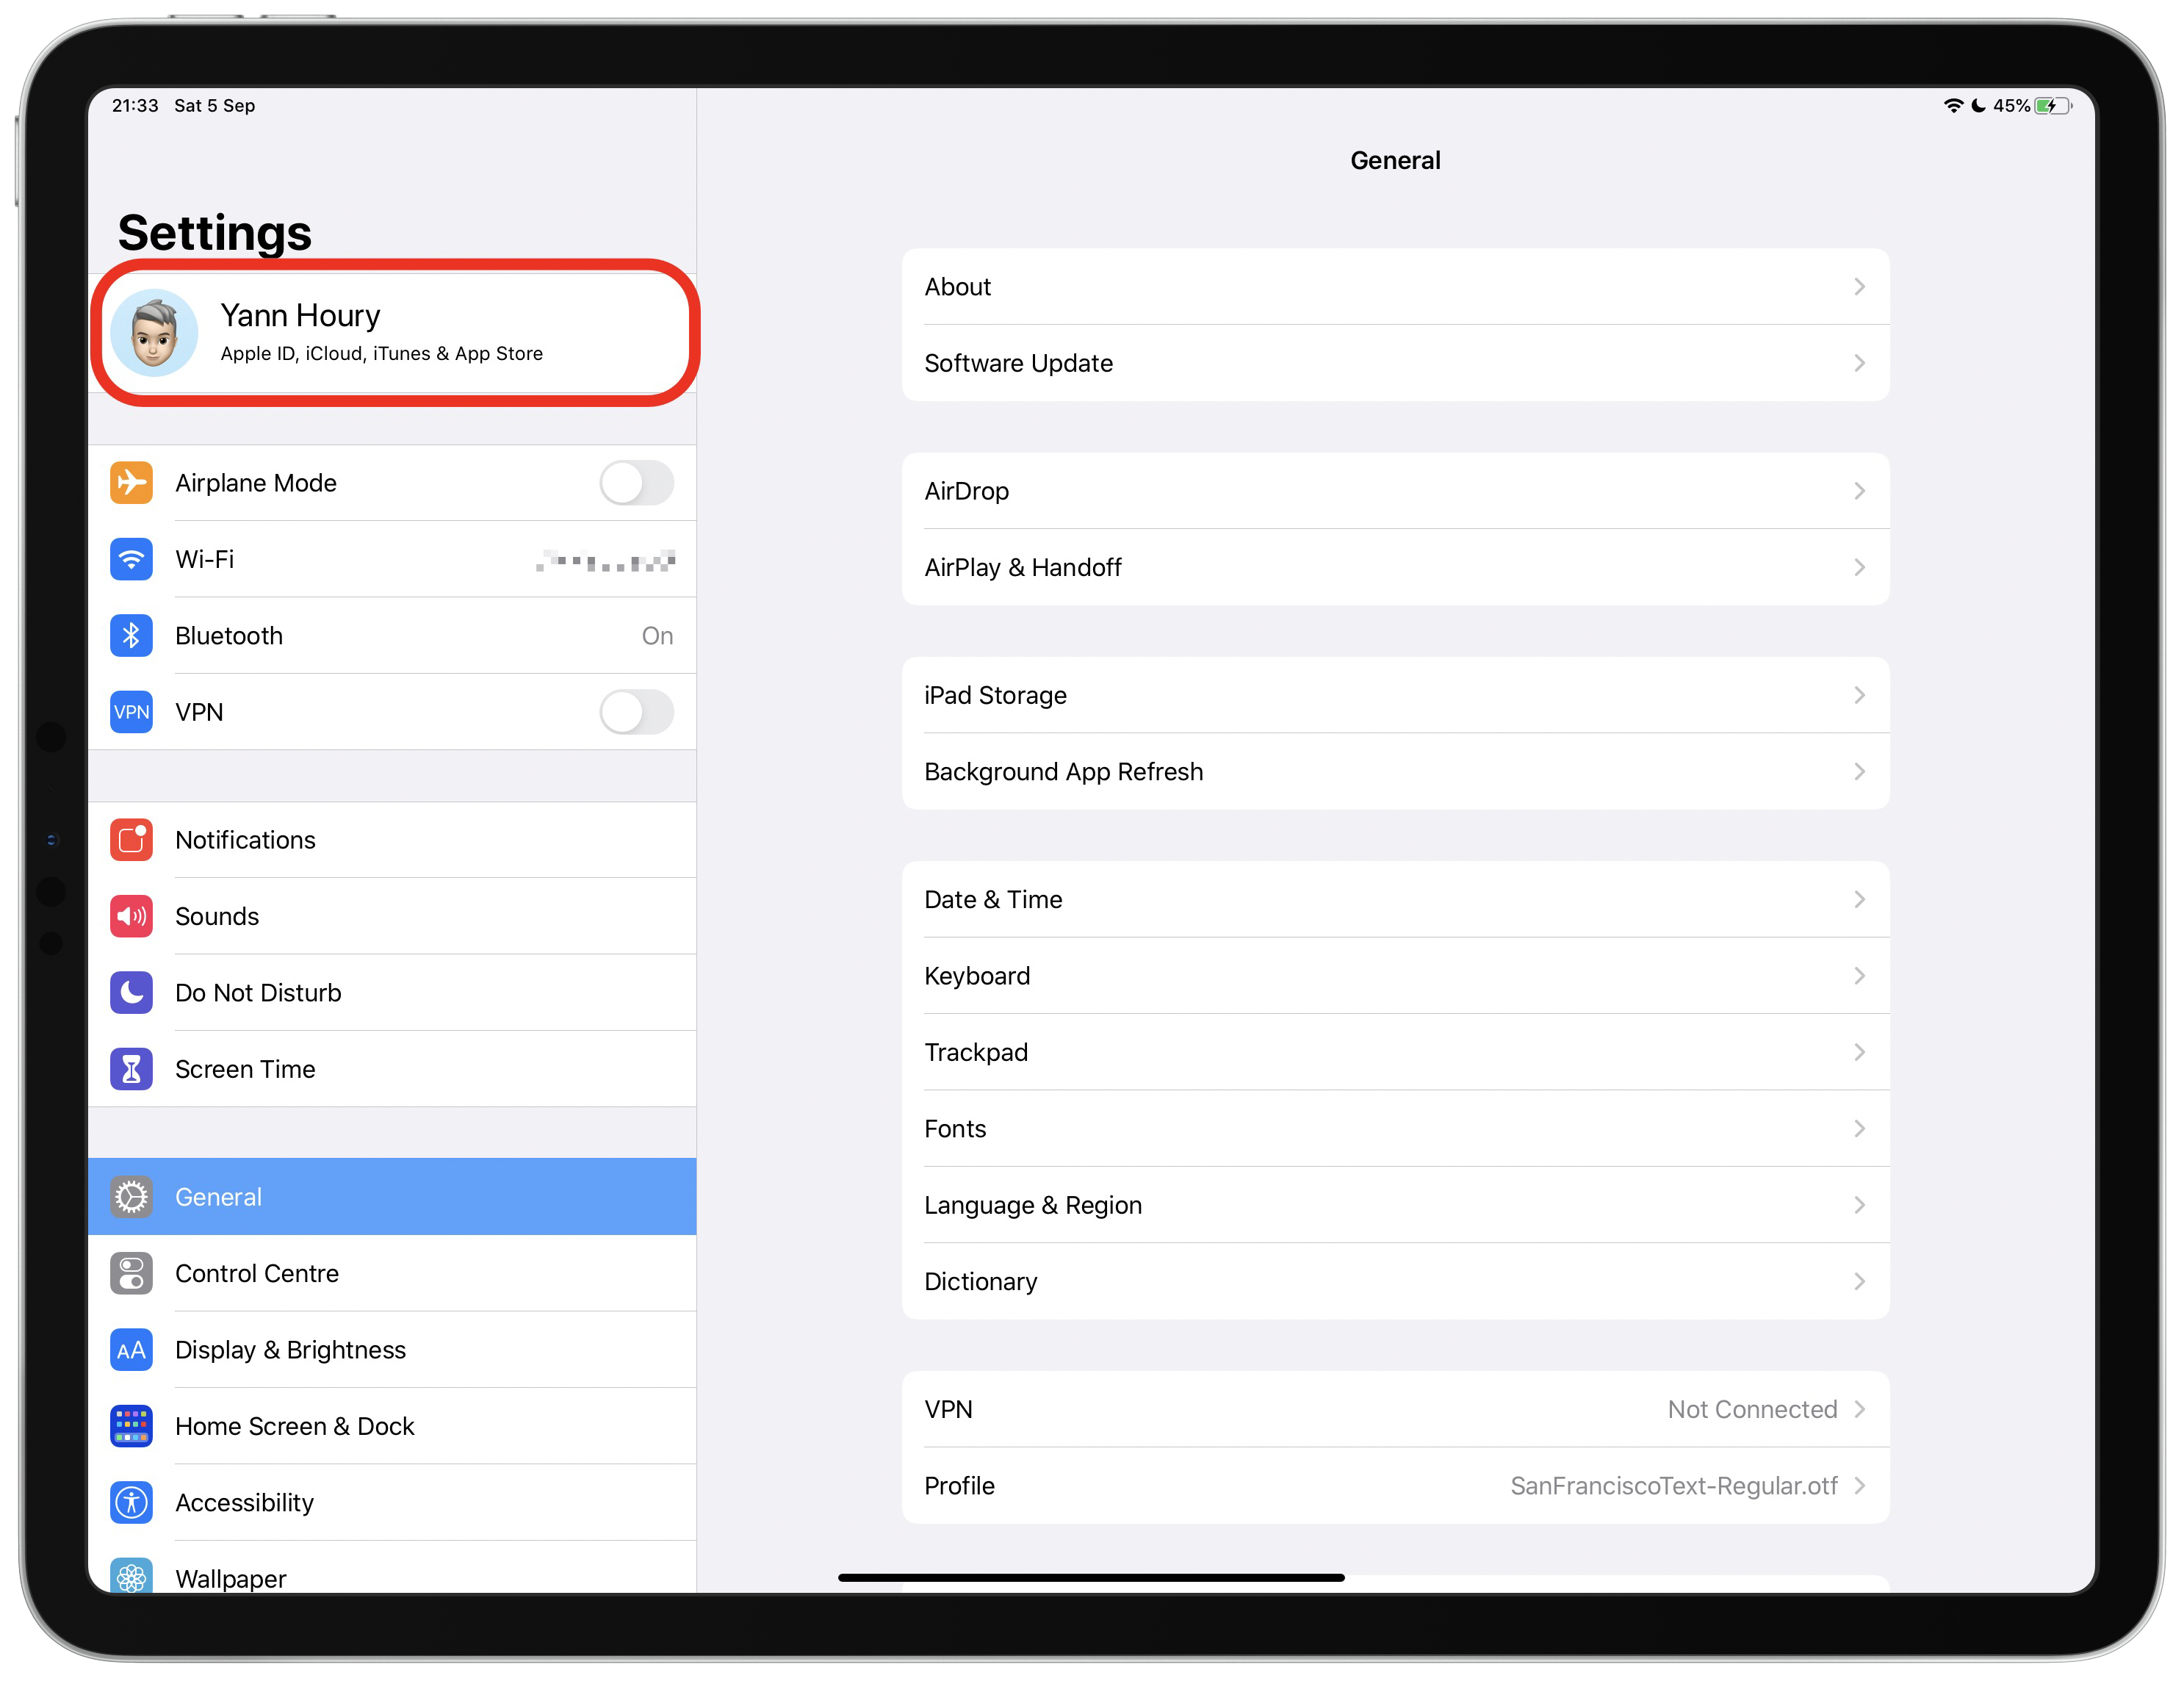 21:33 Sat 5 Sep
45%
Settings
Yann Houry
Apple ID, iCloud, iTunes & App Store
Airplane Mode
Wi-Fi
Bluetooth On
VPN VPN
Notifications
Sounds
Do Not Disturb
Screen Time
General
Control Centre
AA Display & Brightness
Home Screen & Dock
Accessibility
Wallpaper
General
About
Software Update
AirDrop
AirPlay & Handoff
iPad Storage
Background App Refresh
Date & Time
Keyboard
Trackpad
Fonts
Language & Region
Dictionary
VPN Not Connected
Profile SanFranciscoText-Regular.otf